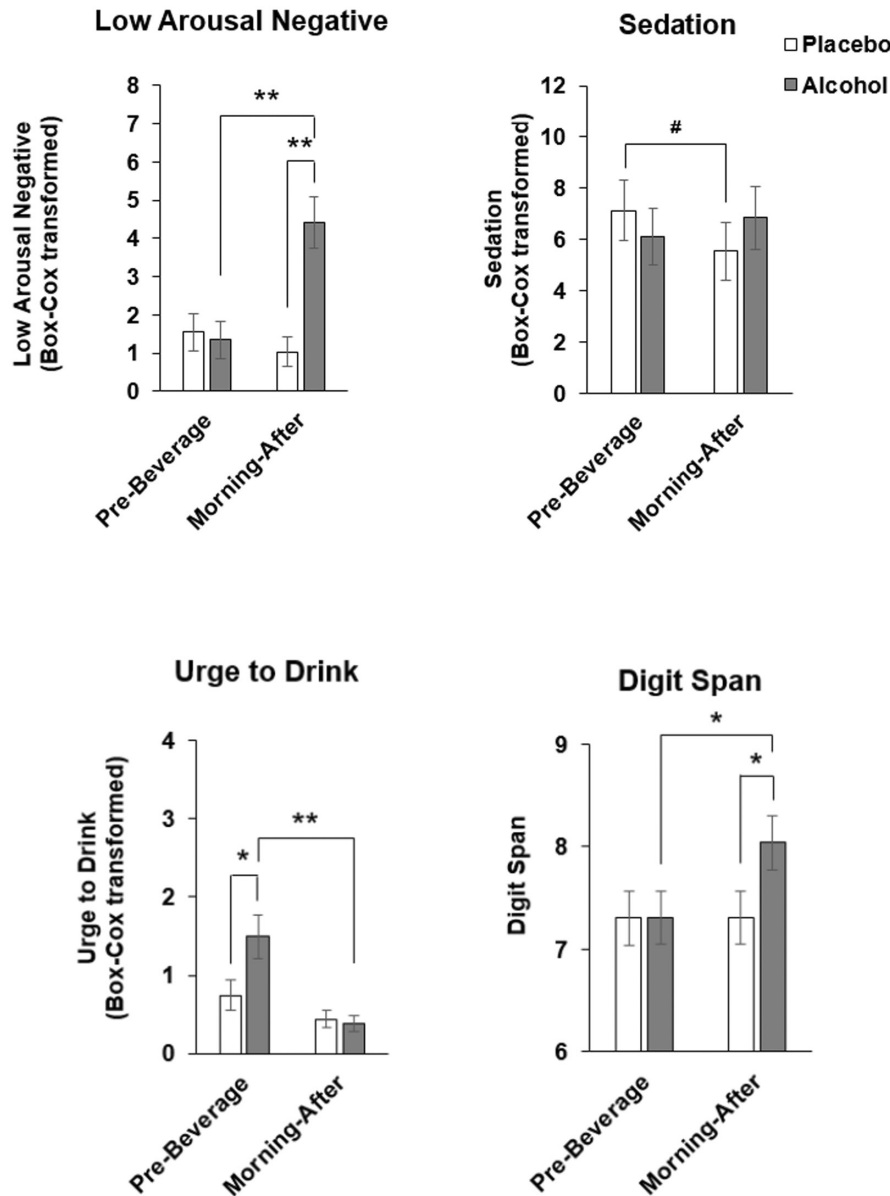 Low Arousal Negative
Low Arousal Negative
(Box-Cox transformed)
8
7
6
5
4
3
2
1
0
**
**
Pre-Beverage
Morning-After
Sedation
Placebo
Alcohol
Sedation
(Box-Cox transformed)
12
10
8
6
4
2
0
#
Pre-Beverage
Morning-After
Urge to Drink
Urge to Drink
(Box-Cox transformed)
4
3
2
1
0
*
**
Pre-Beverage
Morning-After
Digit Span
Digit Span
9
8
7
6
*
*
Pre-Beverage
Morning-After